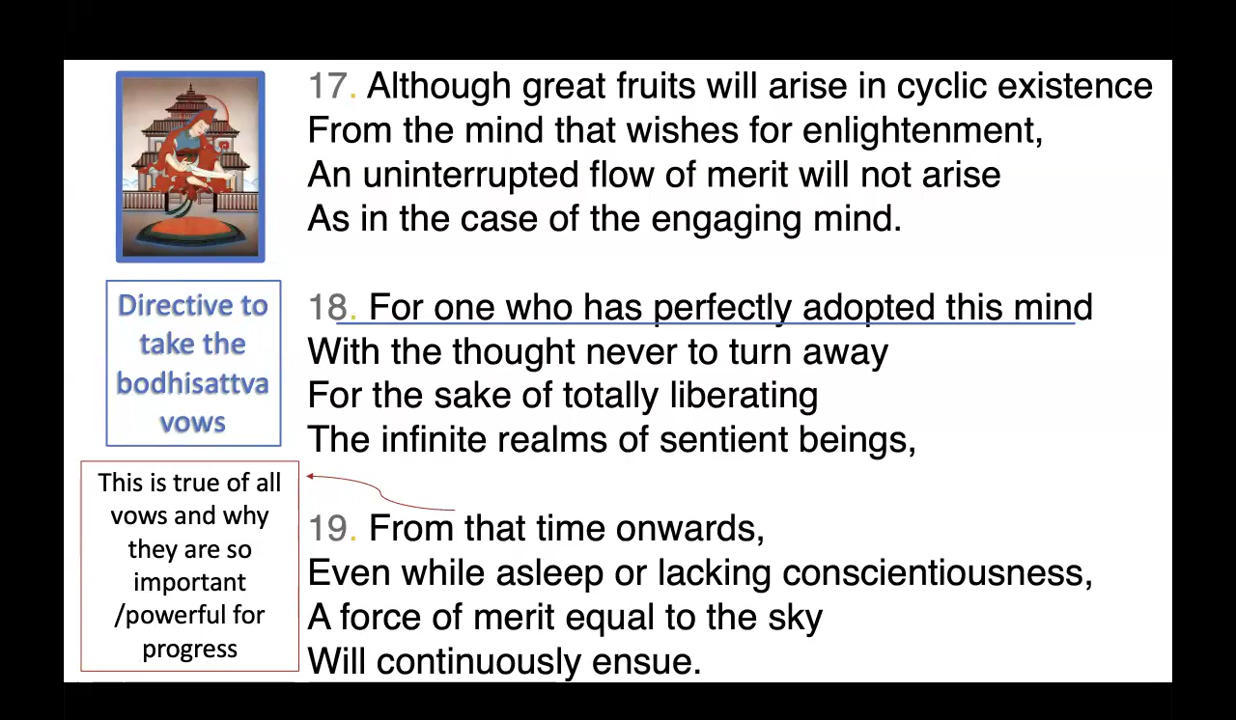 17. Although great fruits will arise in cyclic existence
From the mind that wishes for enlightenment,
An uninterrupted flow of merit will not arise
As in the case of the engaging mind.
Directive to
take the
bodhisattva
vows
18. For one who has perfectly adopted this mind
With the thought never to turn away
For the sake of totally liberating
The infinite realms of sentient beings,
This is true of all
vows and why
they are so
important
/powerful for
progress
19. From that time onwards,
Even while asleep or lacking conscientiousness,
A force of merit equal to the sky
Will continuously ensue.